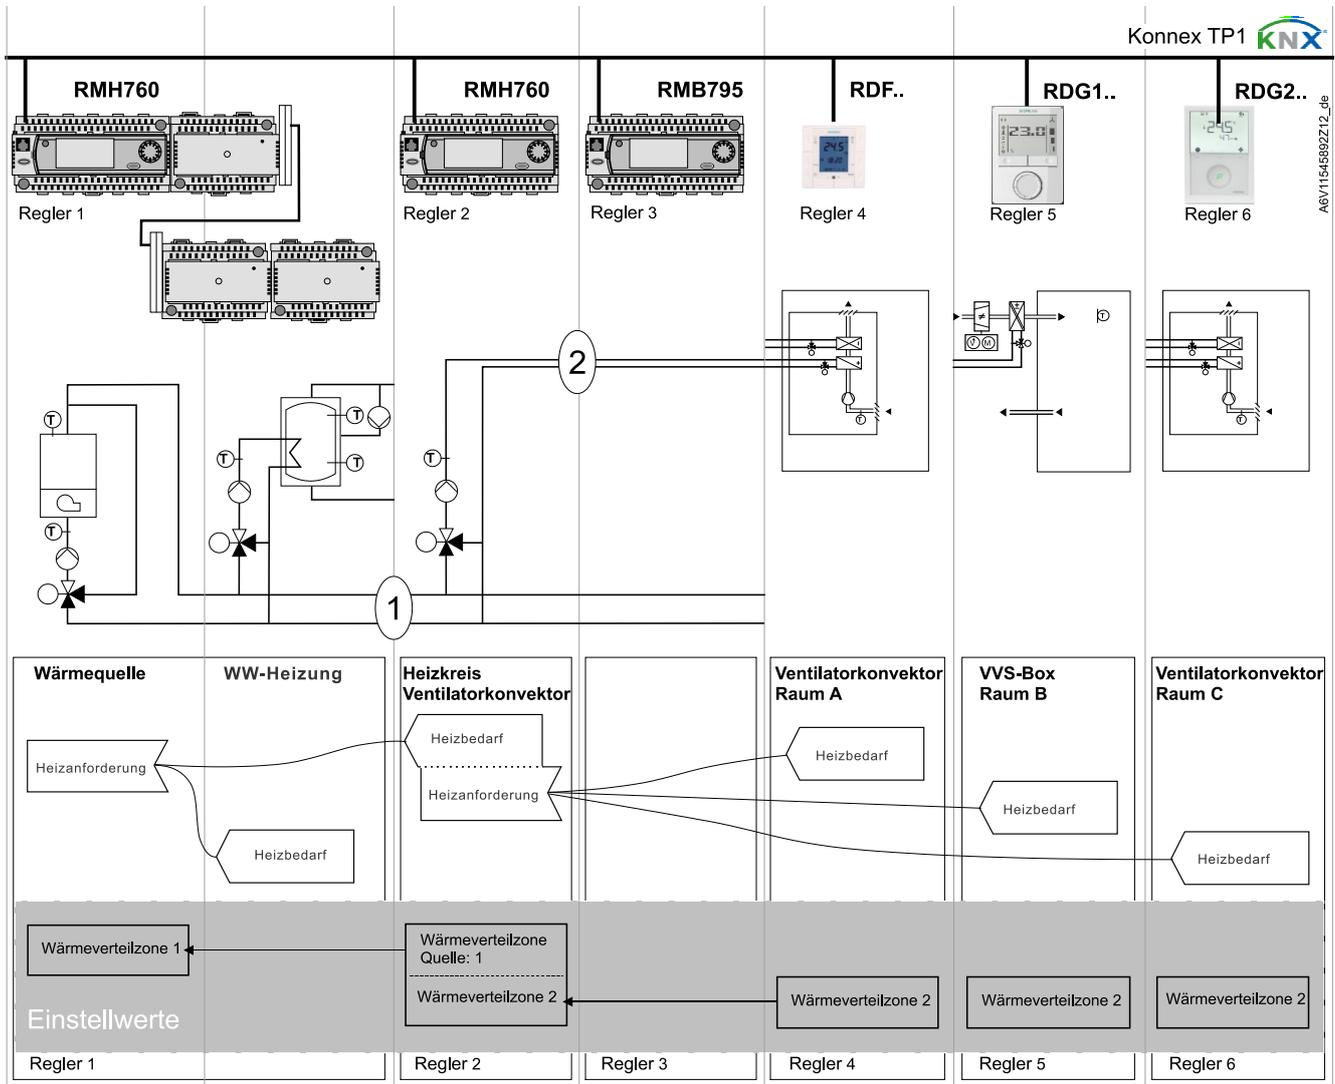 Konnex TP1 KNX
RMH760
RMH760
RMB795
RDF..
RDG1..
RDG2..
A6V11545892Z12_de
Regler 1
Regler 2
Regler 3
Regler 4
Regler 5
Regler 6
2
1
Wärmequelle
WW-Heizung
Heizkreis
Ventilatorkonvektor
Ventilatorkonvektor
Raum A
VVS-Box
Raum B
Ventilatorkonvektor
Raum C
Heizanforderung
Heizbedarf
Heizbedarf
Heizanforderung
Heizbedarf
Heizbedarf
Heizbedarf
Wärmeverteilzone 1
Wärmeverteilzone
Quelle: 1
Wärmeverteilzone 2
Wärmeverteilzone 2
Wärmeverteilzone 2
Wärmeverteilzone 2
Einstellwerte
Regler 1
Regler 2
Regler 3
Regler 4
Regler 5
Regler 6